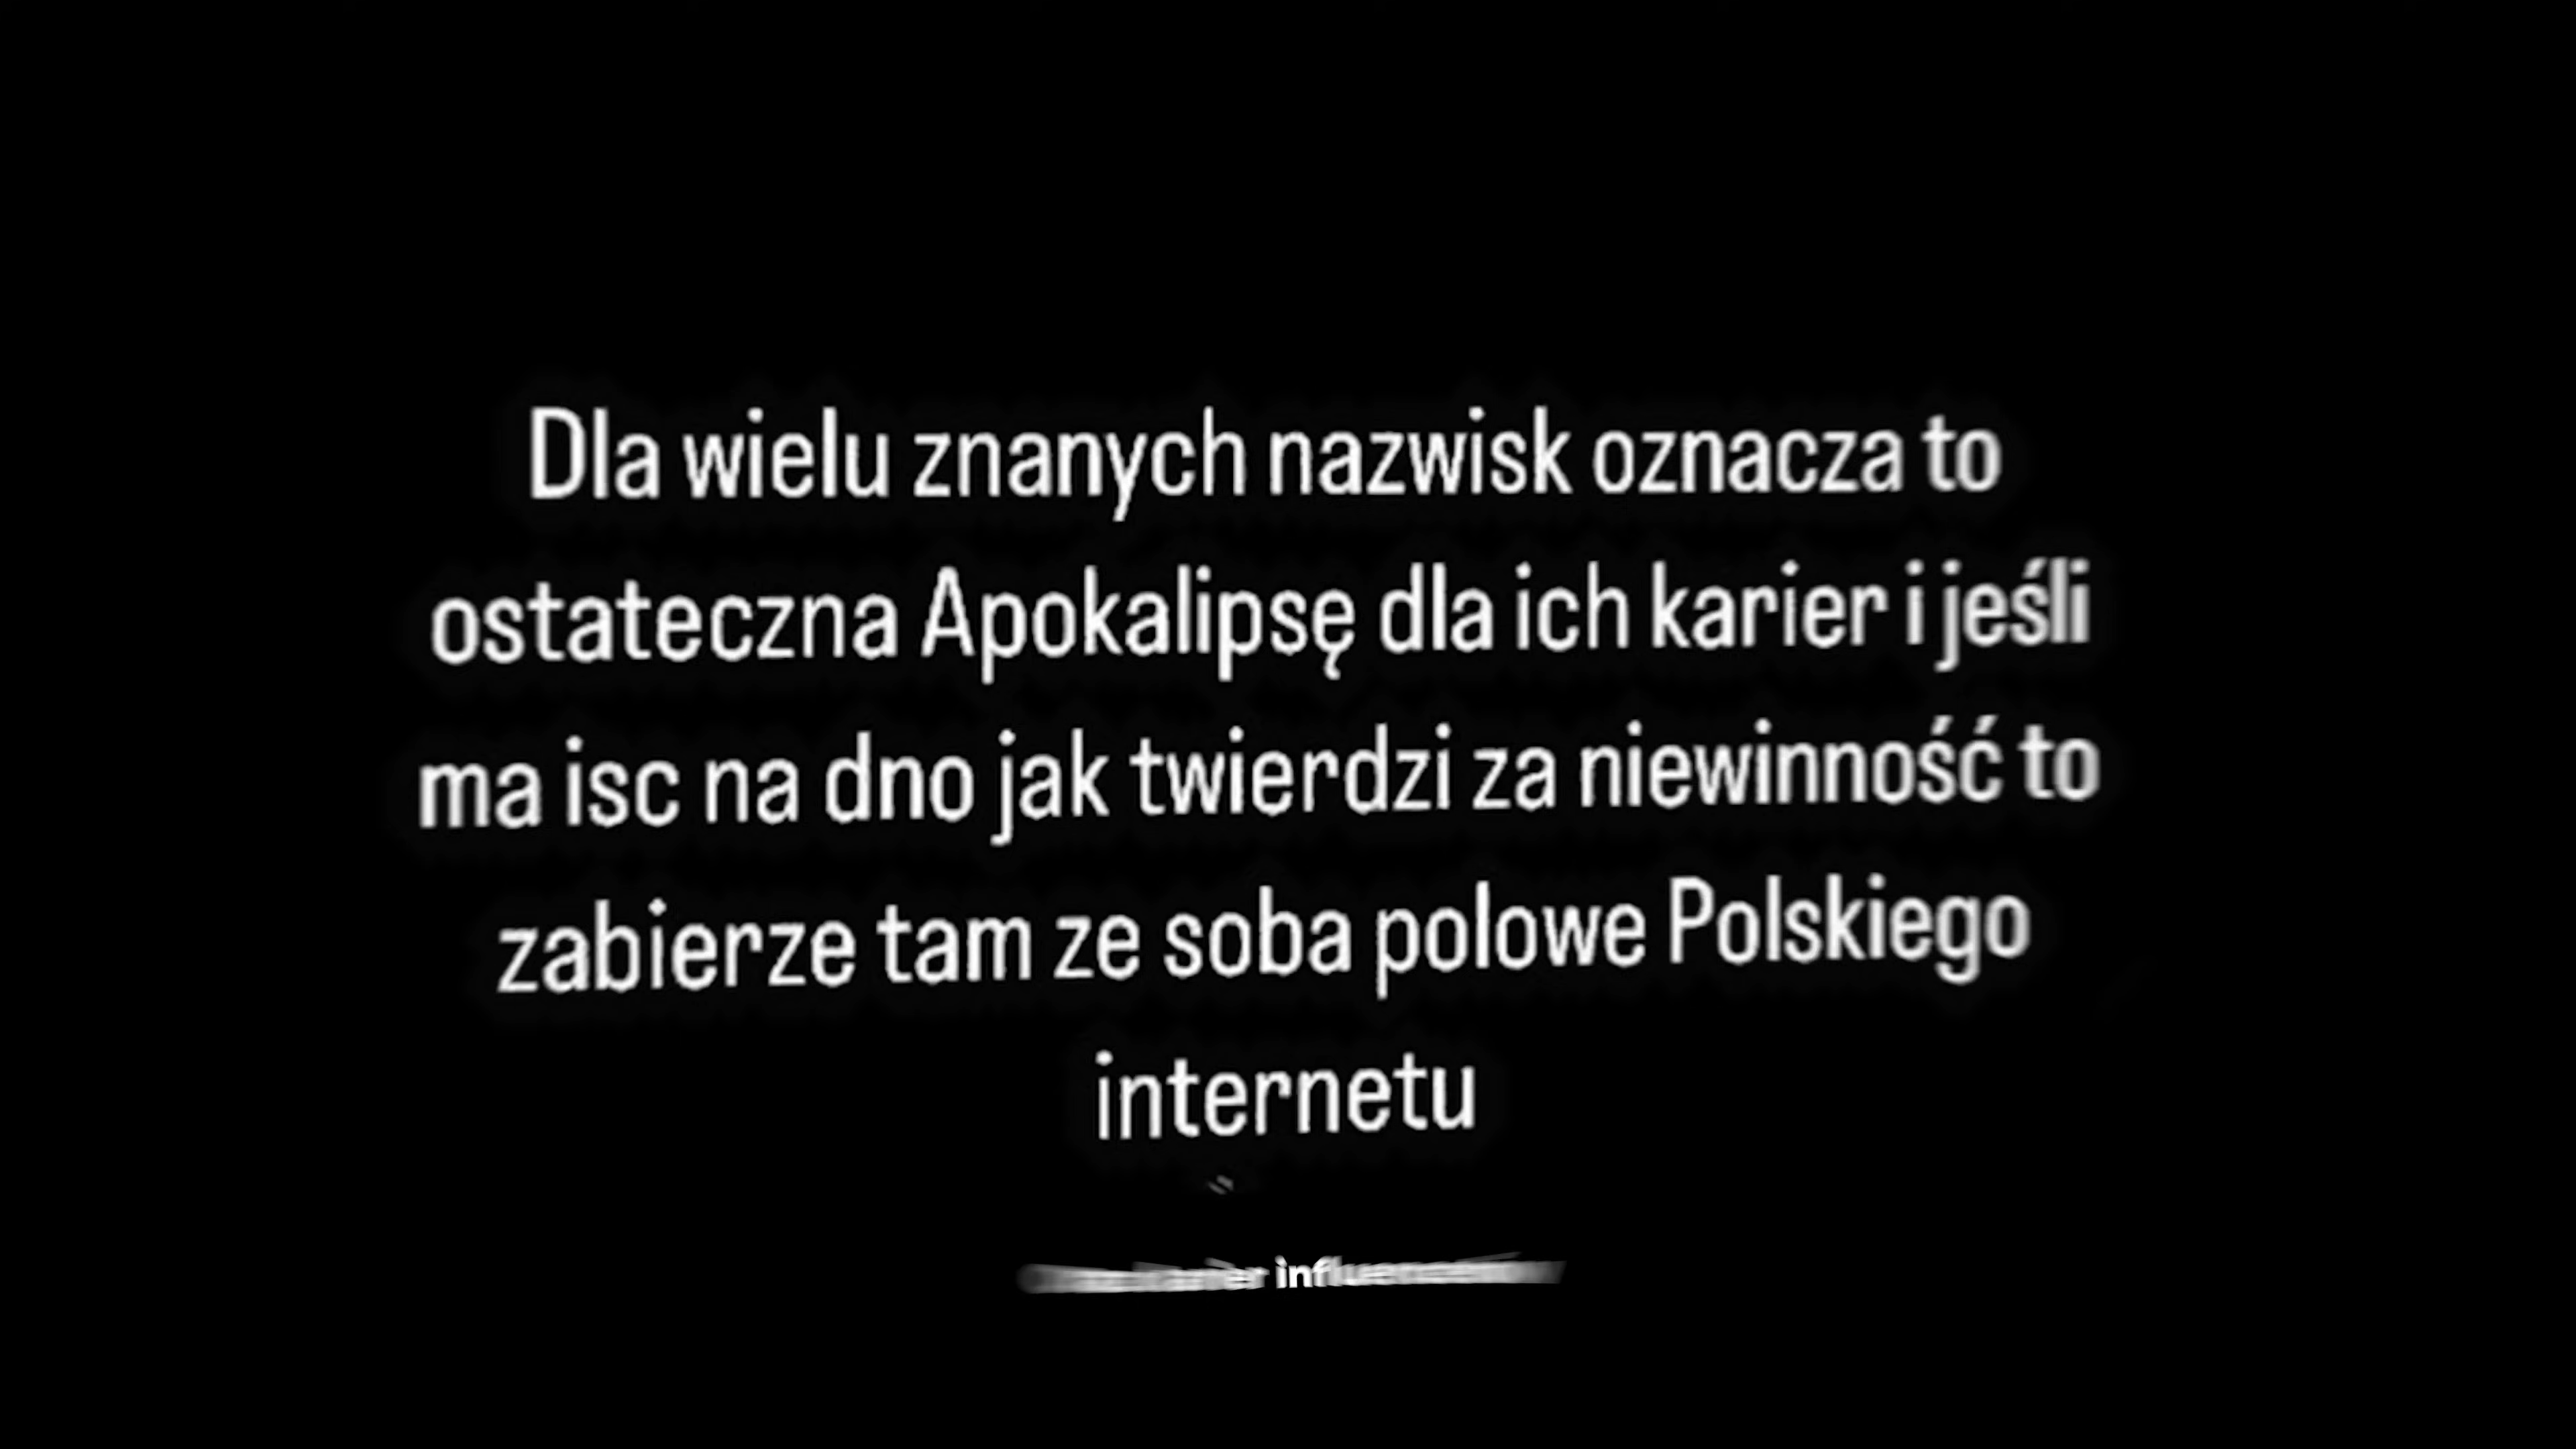 Dla wielu znanych nazwisk oznacza to
ostateczna Apokalipsę dla ich karier i jeśli
ma isc na dno jak twierdzi za niewinność to
zabierze tam ze soba polowe Polskiego
internetu